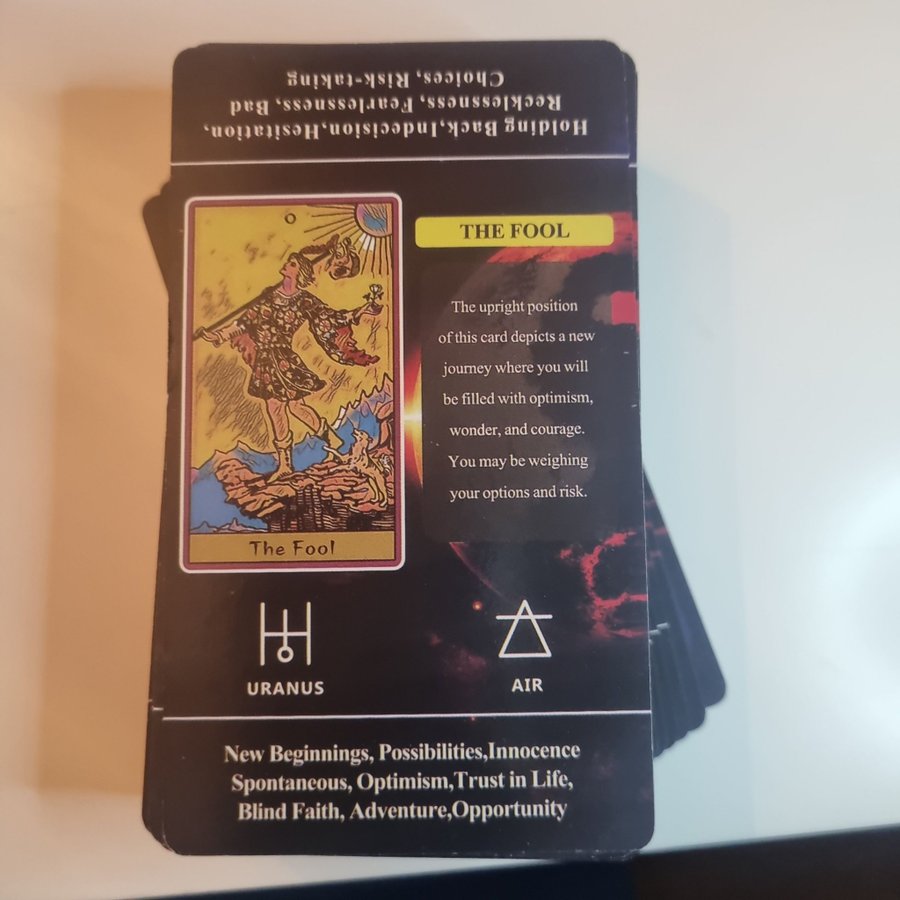 Holding Back,Indecision,Hesitation,
Recklessness, Fearlessness, Bad
Choices, Risk-taking
0
The Fool
THE FOOL
The upright position
of this card depicts a new
journey where you will
be filled with optimism,
wonder, and courage.
You may be weighing
your options and risk.
URANUS
AIR
New Beginnings, Possibilities,Innocence
Spontaneous, Optimism,Trust in Life,
Blind Faith, Adventure,Opportunity